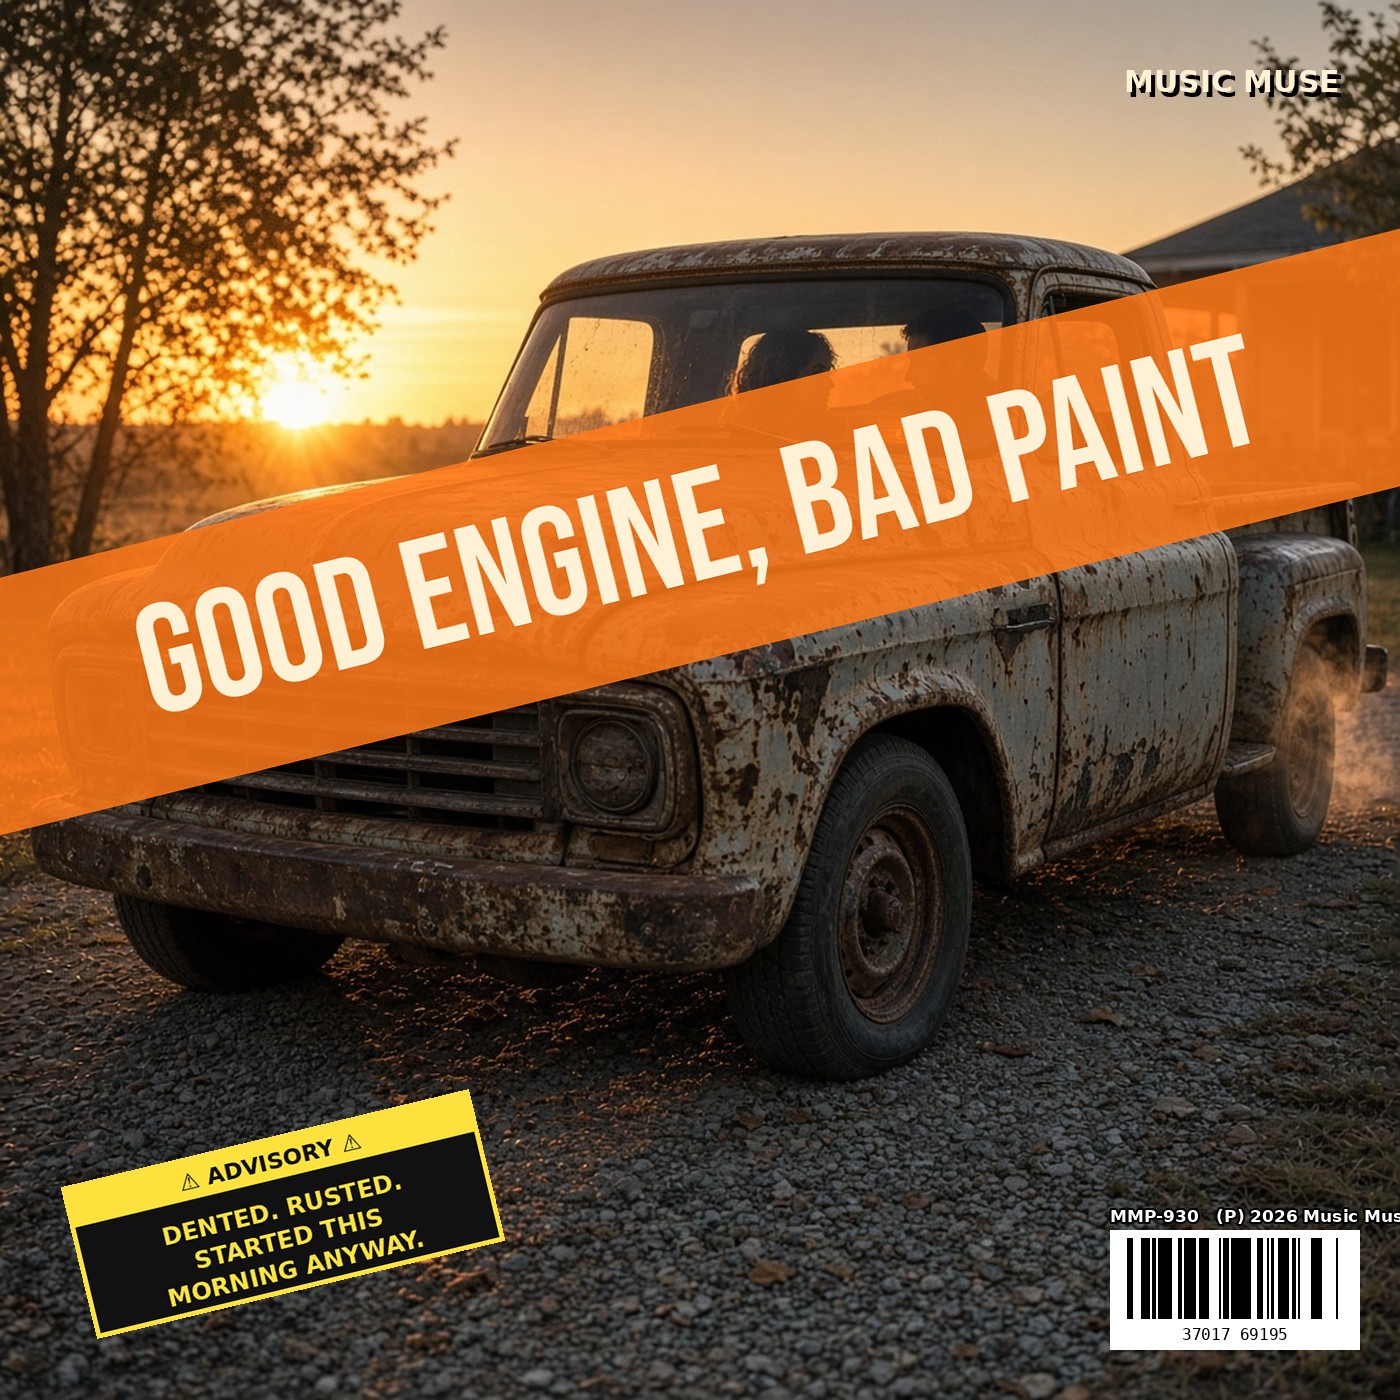 MUSIC MUSE
GOOD ENGINE, BAD PAINT
⚠ ADVISORY ⚠
DENTED. RUSTED.
STARTED THIS
MORNING ANYWAY.
MMP-930 (P) 2026 Music Mus
37017 69195